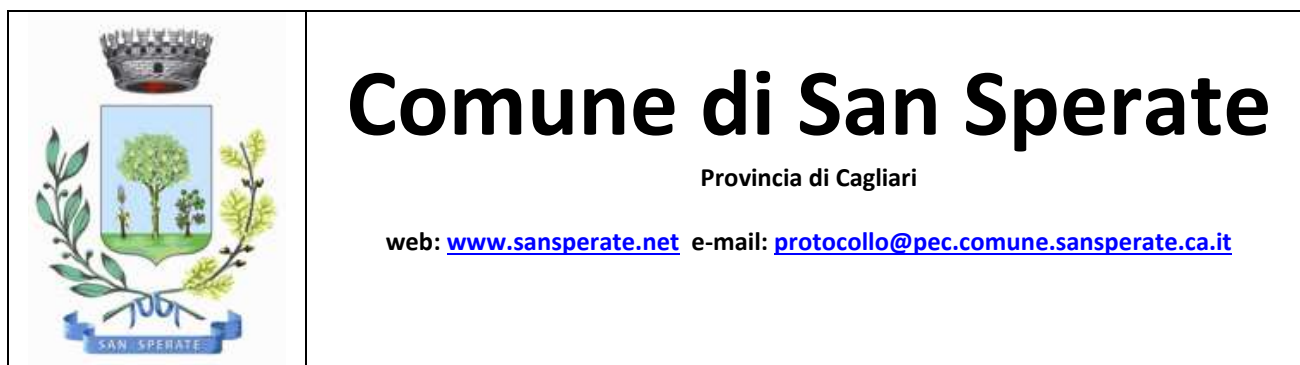 Comune di San Sperate
Provincia di Cagliari
web: www.sansperate.net e-mail: protocollo@pec.comune.sansperate.ca.it
SAN SPERATE